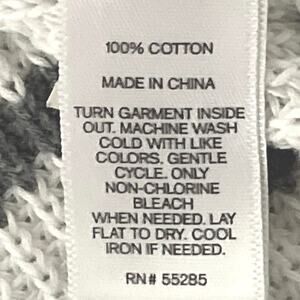 100% COTTON
MADE IN CHINA
TURN GARMENT INSIDE
OUT. MACHINE WASH
COLD WITH LIKE
COLORS. GENTLE
CYCLE. ONLY
NON-CHLORINE
BLEACH
WHEN NEEDED. LAY
FLAT TO DRY. COOL
IRON IF NEEDED.
RN# 55285